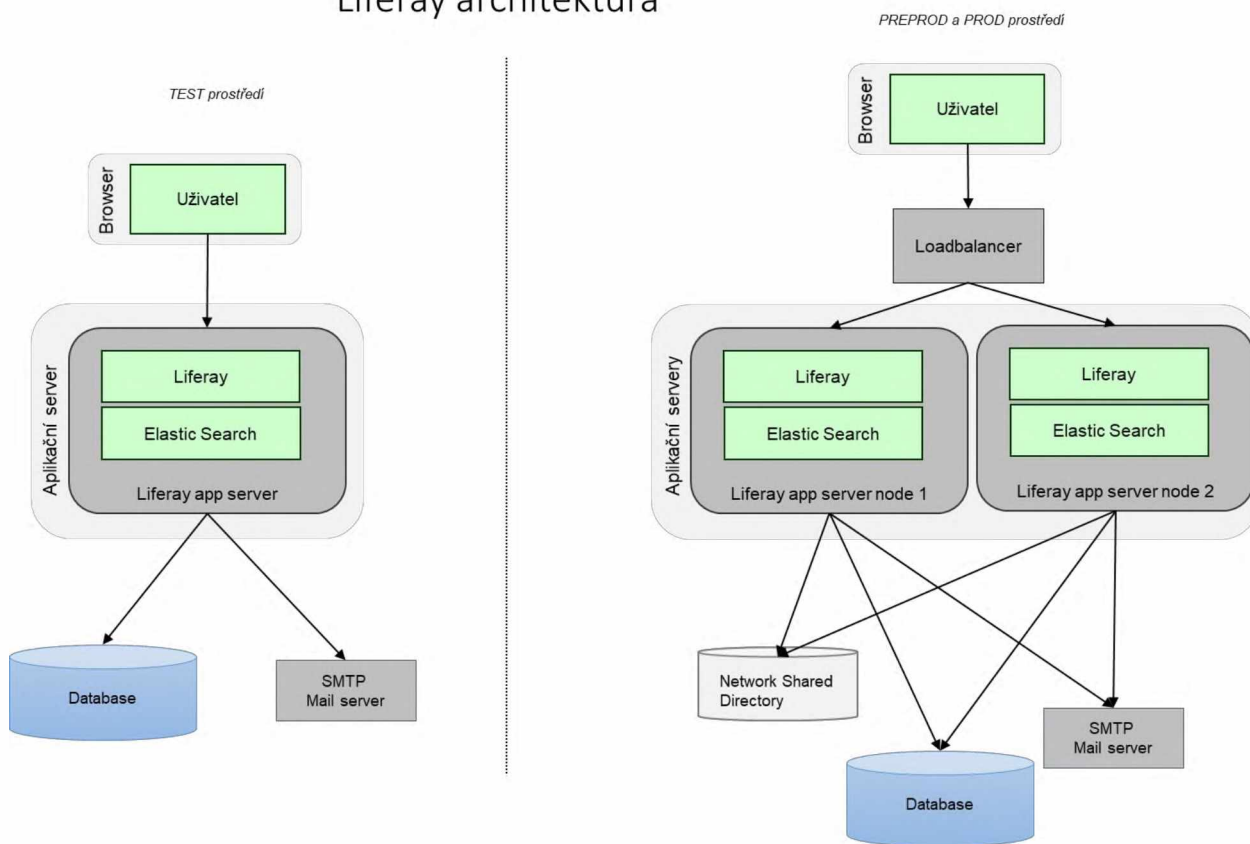 Liferay architektura
TEST prostředí
Browser
Uživatel
Aplikační server
Liferay
Elastic Search
Liferay app server
Database
SMTP
Mail server
PREPROD a PROD prostředí
Browser
Uživatel
Loadbalancer
Aplikační servery
Liferay
Elastic Search
Liferay app server node 1
Liferay
Elastic Search
Liferay app server node 2
Network Shared
Directory
SMTP
Mail server
Database